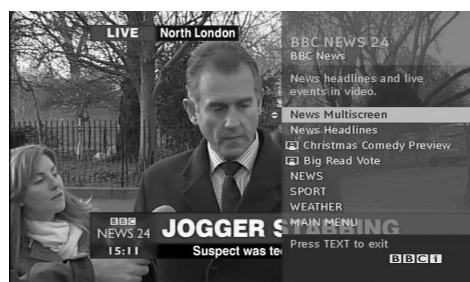 LIVE North London
BBC NEWS 24
BBC News
News headlines and live
events in video.
News Multiscreen
News Headlines
Christmas Comedy Preview
Big Read Vote
NEWS
SPORT
WEATHER
MAIN MENU
Press TEXT to exit
BBCi
BBC
NEWS 24
15:11
JOGGER STABBING
Suspect was